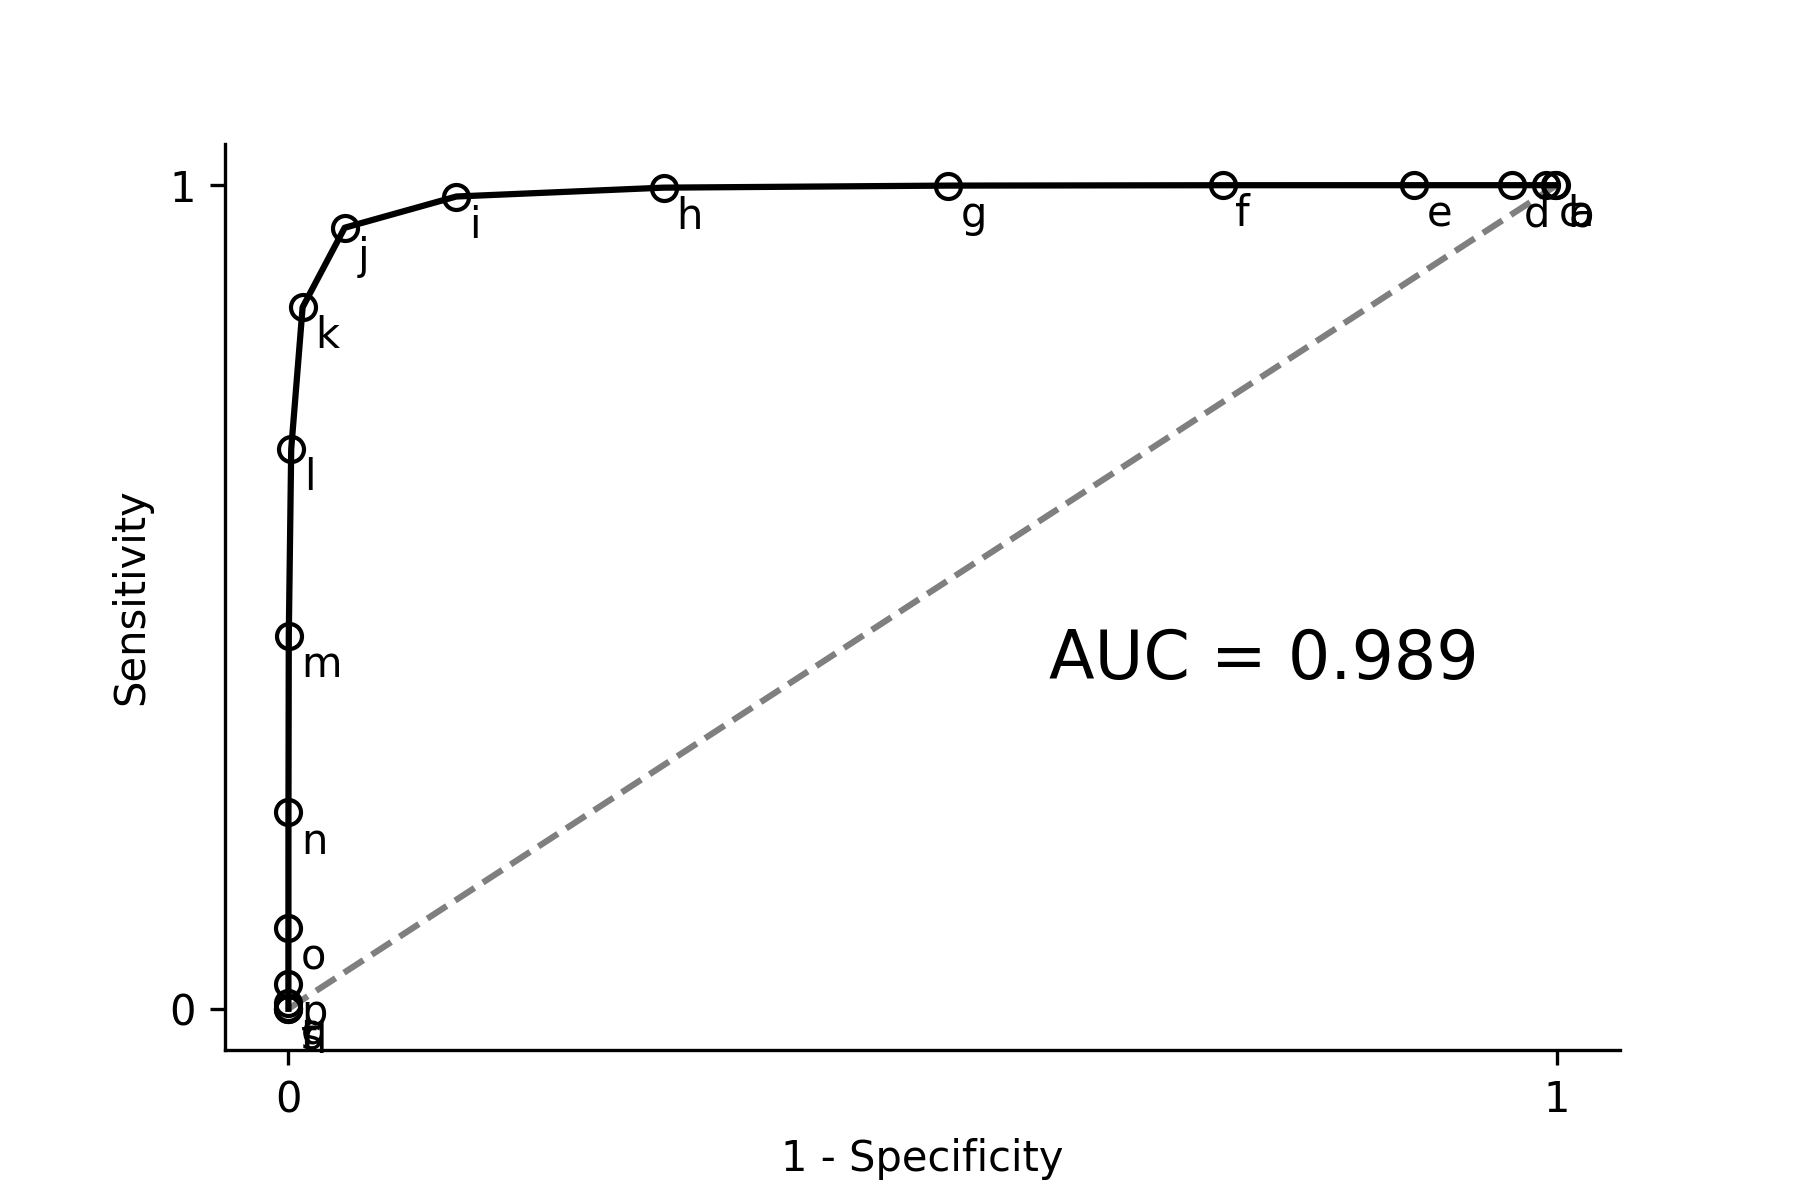 1
j
i
h
g
f
e
d
k
l
m
Sensitivity
AUC = 0.989
n
o
p
0
0
1
1 - Specificity